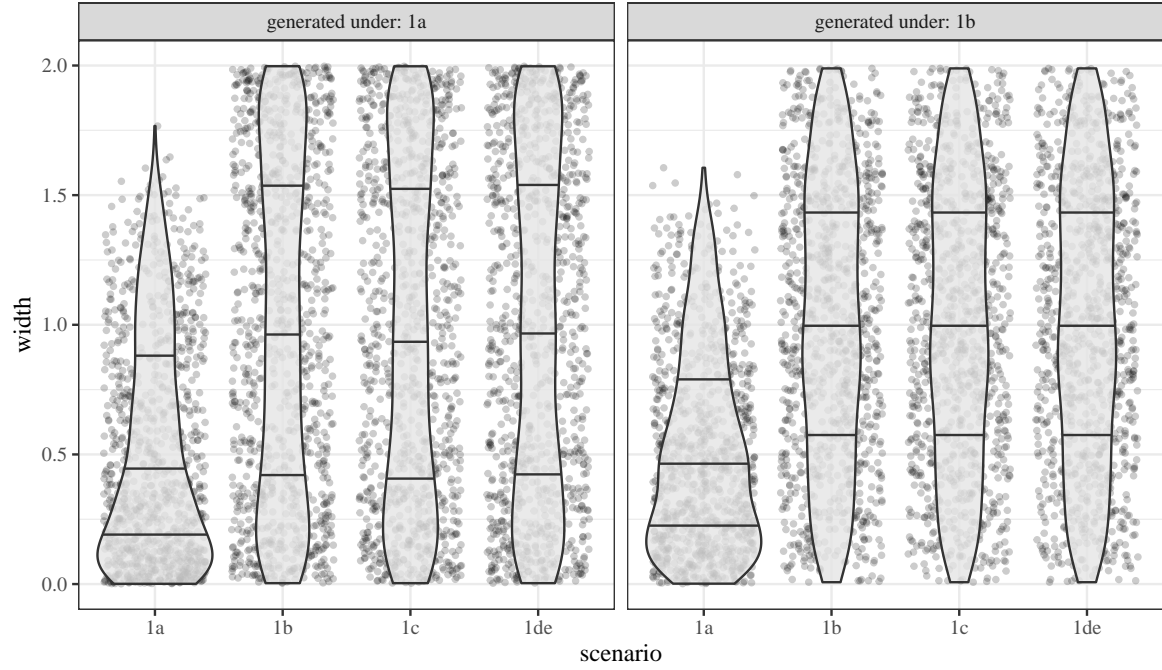 generated under: 1a
generated under: 1b
width
2.0
1.5
1.0
0.5
0.0
1a 1b 1c 1de 1a 1b 1c 1de
scenario